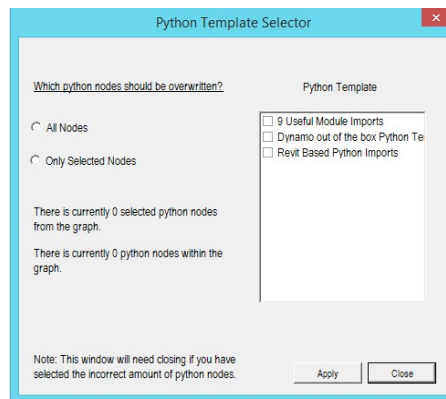 Python Template Selector
x
Which python nodes should be overwritten?
Python Template
All Nodes
Only Selected Nodes
9 Useful Module Imports
Dynamo out of the box Python Te
Revit Based Python Imports
There is currently 0 selected python nodes
from the graph.
There is currently 0 python nodes within the
graph.
Note: This window will need closing if you have
selected the incorrect amount of python nodes.
Apply
Close